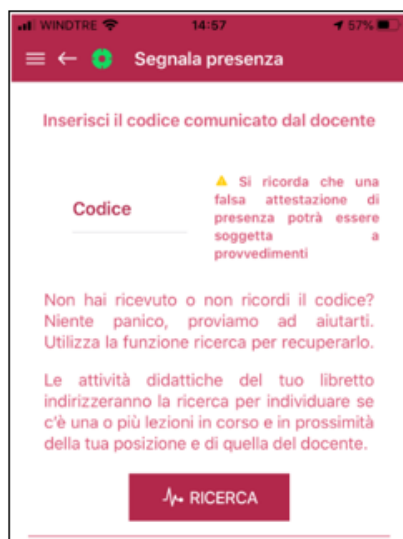 WINDTRE 14:57 57%
Segnala presenza
Inserisci il codice comunicato dal docente
Codice
Si ricorda che una
falsa attestazione di
presenza potrà essere
soggetta a
provvedimenti
Non hai ricevuto o non ricordi il codice?
Niente panico, proviamo ad aiutarti.
Utilizza la funzione ricerca per recuperarlo.
Le attività didattiche del tuo libretto
indirizzeranno la ricerca per individuare se
c'è una o più lezioni in corso e in prossimità
della tua posizione e di quella del docente.
RICERCA